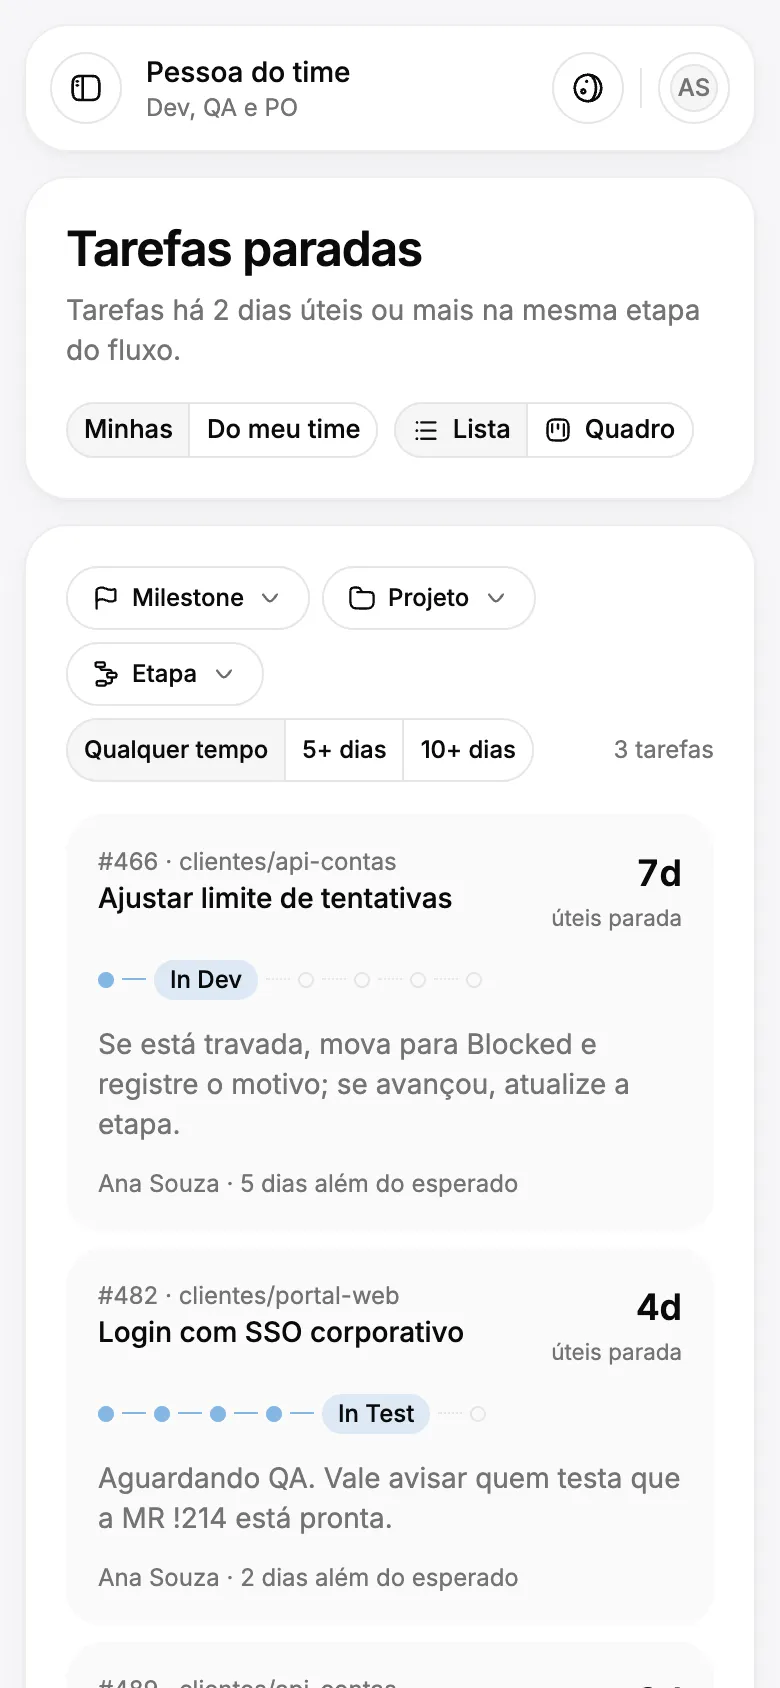 Pessoa do time
Dev, QA e PO
AS
Tarefas paradas
Tarefas há 2 dias úteis ou mais na mesma etapa
do fluxo.
Minhas
Do meu time
Lista
Quadro
Milestone
Projeto
Etapa
Qualquer tempo
5+ dias
10+ dias
3 tarefas
#466 · clientes/api-contas
Ajustar limite de tentativas
7d
úteis parada
In Dev
Se está travada, mova para Blocked e
registre o motivo; se avançou, atualize a
etapa.
Ana Souza · 5 dias além do esperado
#482 · clientes/portal-web
Login com SSO corporativo
4d
úteis parada
In Test
Aguardando QA. Vale avisar quem testa que
a MR !214 está pronta.
Ana Souza · 2 dias além do esperado
#489 · clientes/api-contas